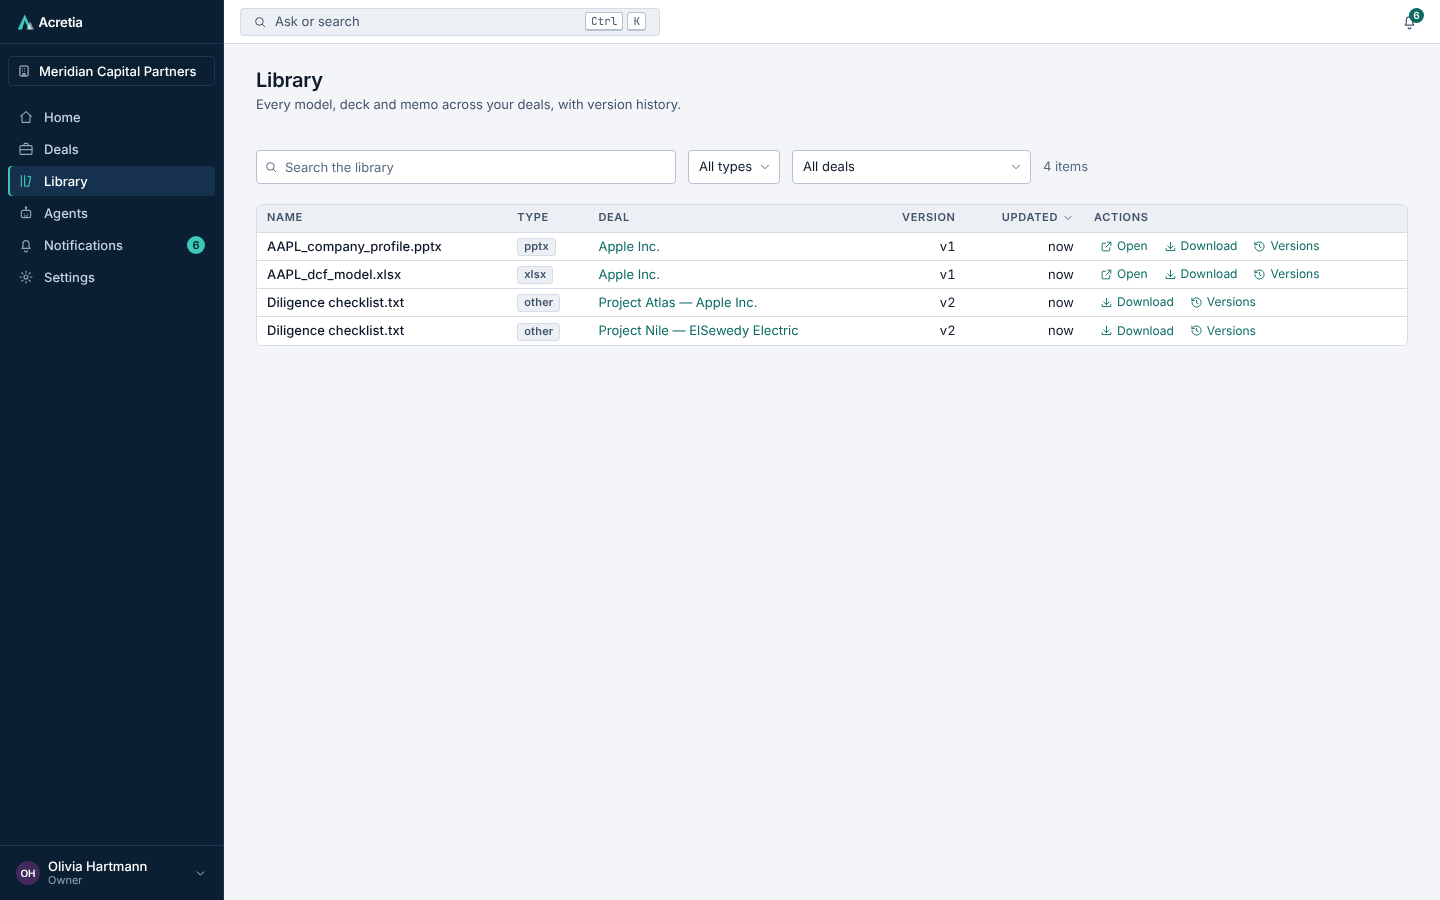 Acretia
Ask or search Ctrl K
6
Meridian Capital Partners
Home
Deals
Library
Agents
Notifications 6
Settings
Library
Every model, deck and memo across your deals, with version history.
Search the library All types All deals 4 items
NAME TYPE DEAL VERSION UPDATED ACTIONS
AAPL_company_profile.pptx pptx Apple Inc. v1 now Open Download Versions
AAPL_dcf_model.xlsx xlsx Apple Inc. v1 now Open Download Versions
Diligence checklist.txt other Project Atlas — Apple Inc. v2 now Download Versions
Diligence checklist.txt other Project Nile — ElSewedy Electric v2 now Download Versions
OH Olivia Hartmann
Owner